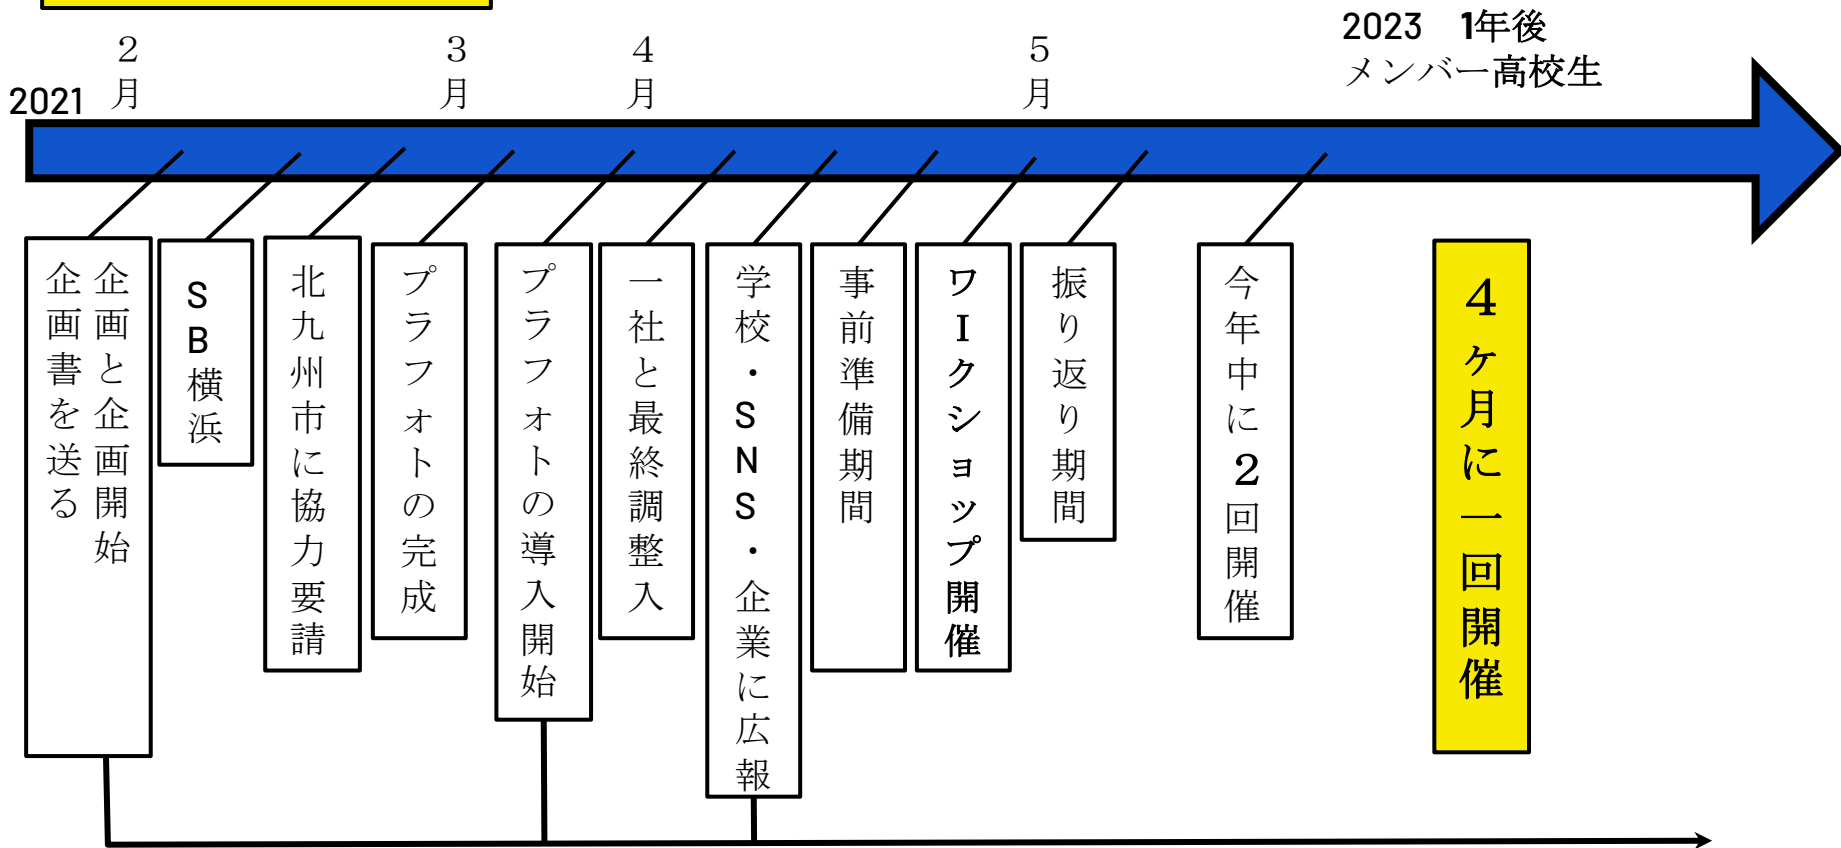 2021
2月
3月
4月
5月
2023 1年後
メンバー高校生
企画と企画開始
企画書を送る
SB横浜
北九州市に協力要請
プラフォトの完成
プラフォトの導入開始
一社と最終調整入
学校・SNS・企業に広報
事前準備期間
ワークショップ開催
振り返り期間
今年中に2回開催
4ヶ月に一回開催